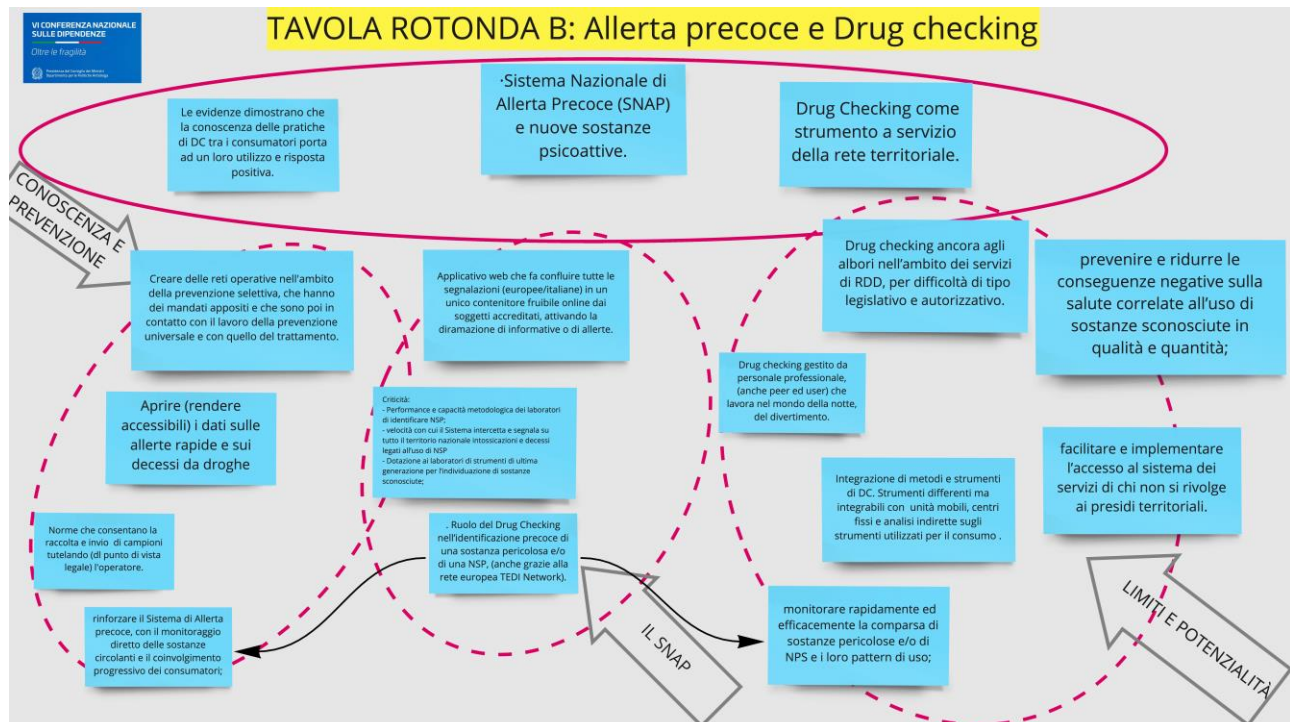 VI CONFERENZA NAZIONALE
SULLE DIPENDENZE
Oltre le fragilità
Presidenza del Consiglio dei Ministri
Dipartimento per le Politiche Antidroga
TAVOLA ROTONDA B: Allerta precoce e Drug checking
Le evidenze dimostrano che
la conoscenza delle pratiche
di DC tra i consumatori porta
ad un loro utilizzo e risposta
positiva.
·Sistema Nazionale di
Allerta Precoce (SNAP)
e nuove sostanze
psicoattive.
Drug Checking come
strumento a servizio
della rete territoriale.
CONOSCENZA E
PREVENZIONE
Creare delle reti operative nell'ambito
della prevenzione selettiva, che hanno
dei mandati appositi e che sono poi in
contatto con il lavoro della prevenzione
universale e con quello del trattamento.
Aprire (rendere
accessibili) i dati sulle
allerte rapide e sui
decessi da droghe
Norme che consentano la
raccolta e invio di campioni
tutelando (dl punto di vista
legale) l'operatore.
rinforzare il Sistema di Allerta
precoce, con il monitoraggio
diretto delle sostanze
circolanti e il coinvolgimento
progressivo dei consumatori;
Applicativo web che fa confluire tutte le
segnalazioni (europee/italiane) in un
unico contenitore fruibile online dai
soggetti accreditati, attivando la
diramazione di informative o di allerte.
Criticità:
- Performance e capacità metodologica dei laboratori
di identificare NSP;
- velocità con cui il Sistema intercetta e segnala su
tutto il territorio nazionale intossicazioni e decessi
legati all'uso di NSP
- Dotazione ai laboratori di strumenti di ultima
generazione per l'individuazione di sostanze
sconosciute;
. Ruolo del Drug Checking
nell'identificazione precoce di
una sostanza pericolosa e/o
di una NSP, (anche grazie alla
rete europea TEDI Network).
IL SNAP
Drug checking ancora agli
albori nell'ambito dei servizi
di RDD, per difficoltà di tipo
legislativo e autorizzativo.
Drug checking gestito da
personale professionale,
(anche peer ed user) che
lavora nel mondo della notte,
del divertimento.
Integrazione di metodi e strumenti
di DC. Strumenti differenti ma
integrabili con unità mobili, centri
fissi e analisi indirette sugli
strumenti utilizzati per il consumo .
monitorare rapidamente ed
efficacemente la comparsa di
sostanze pericolose e/o di
NPS e i loro pattern di uso;
prevenire e ridurre le
conseguenze negative sulla
salute correlate all'uso di
sostanze sconosciute in
qualità e quantità;
facilitare e implementare
l'accesso al sistema dei
servizi di chi non si rivolge
ai presidi territoriali.
LIMITI E POTENZIALITÀ